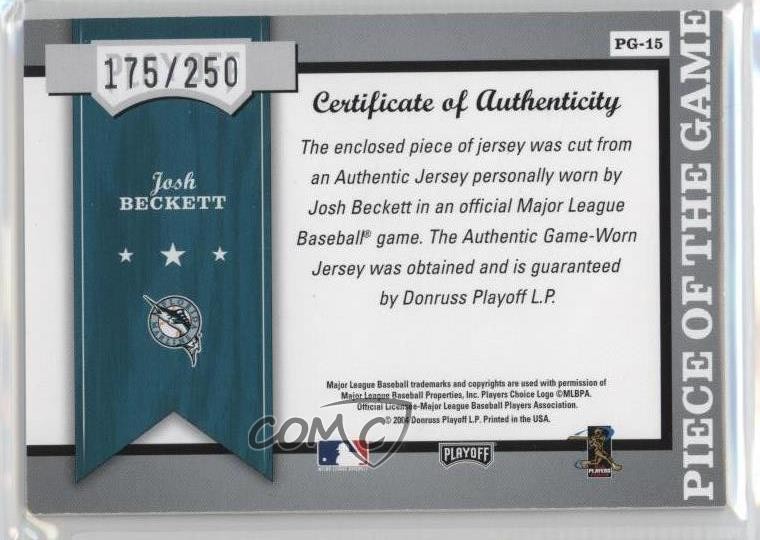 PLAYOFF
175/250
PG-15
PIECE OF THE GAME
Josh
BECKETT
Certificate of Authenticity
The enclosed piece of jersey was cut from
an Authentic Jersey personally worn by
Josh Beckett in an official Major League
Baseball® game. The Authentic Game-Worn
Jersey was obtained and is guaranteed
by Donruss Playoff L.P.
Major League Baseball trademarks and copyrights are used with permission of
Major League Baseball Properties, Inc. Players Choice Logo ©MLBPA.
Official Licensee-Major League Baseball Players Association.
© 2004 Donruss Playoff L.P. Printed in the USA.
COMC
PLAYOFF
PLAYERS